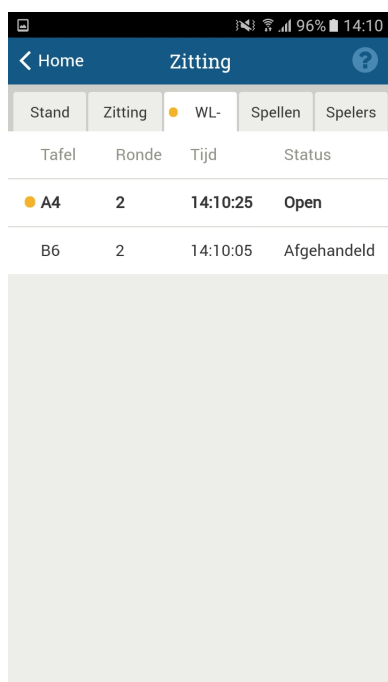 96% 14:10
Home Zitting ?
Stand Zitting WL- Spellen Spelers
Tafel Ronde Tijd Status
A4 2 14:10:25 Open
B6 2 14:10:05 Afgehandeld